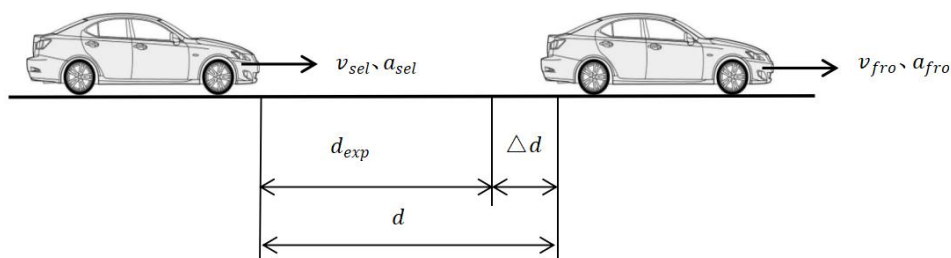 v_sel、a_sel
v_fro、a_fro
d_exp
△d
d